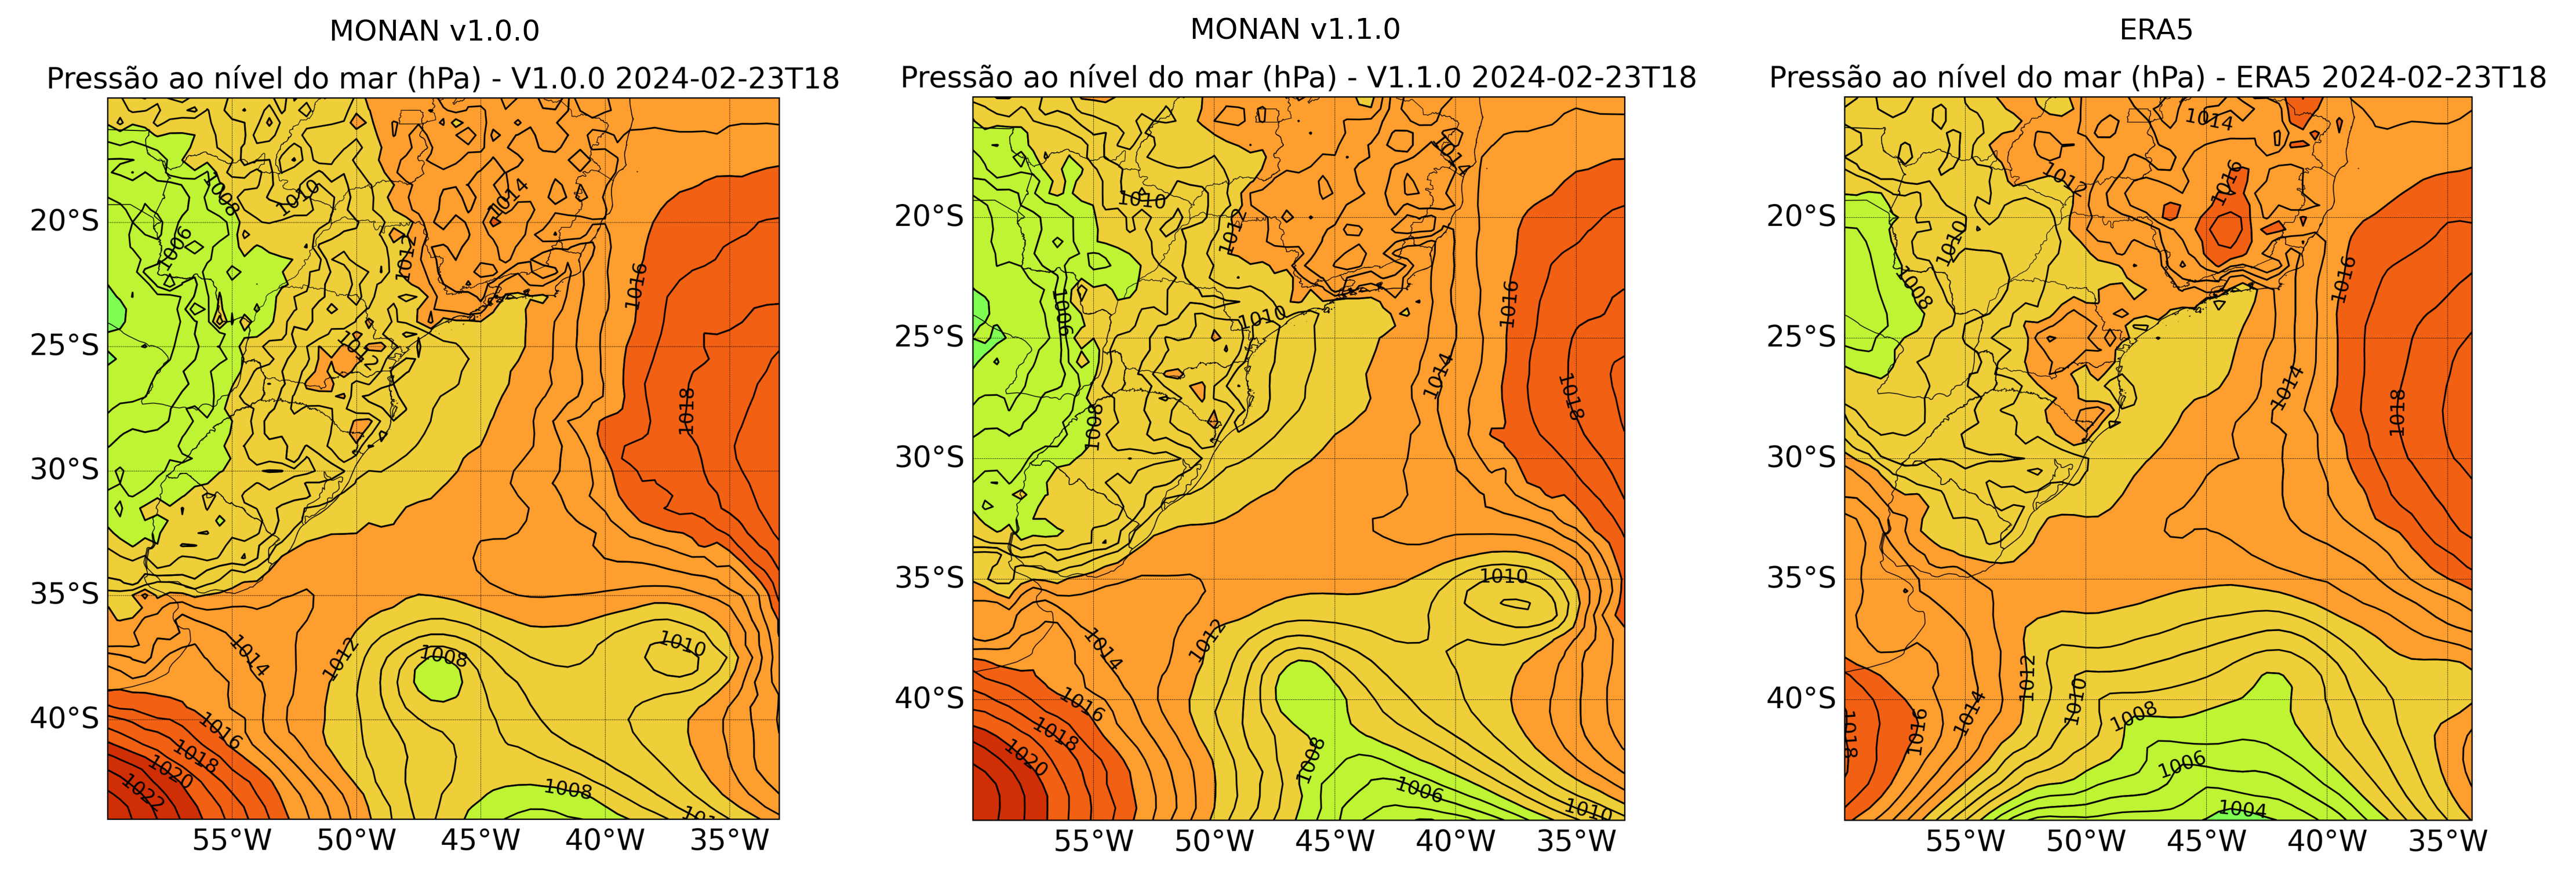 MONAN v1.0.0
Pressão ao nível do mar (hPa) - V1.0.0 2024-02-23T18
20°S
25°S
30°S
35°S
40°S
55°W
50°W
45°W
40°W
35°W
1008
1010
1014
1006
1012
1016
1012
1018
1014
1012
1008
1010
1016
1018
1020
1022
1008
MONAN v1.1.0
Pressão ao nível do mar (hPa) - V1.1.0 2024-02-23T18
20°S
25°S
30°S
35°S
40°S
55°W
50°W
45°W
40°W
35°W
1014
1010
1012
1006
1010
1016
1014
1018
1008
1010
1014
1012
1016
1018
1020
1008
1006
1010
ERA5
Pressão ao nível do mar (hPa) - ERA5 2024-02-23T18
20°S
25°S
30°S
35°S
40°S
55°W
50°W
45°W
40°W
35°W
1014
1012
1016
1010
1008
1016
1014
1018
1012
1010
1014
1016
1018
1008
1006
1004